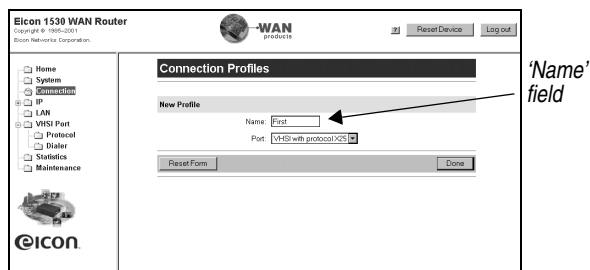 Eicon 1530 WAN Router
Copyright © 1995-2001
Eicon Networks Corporation.
WAN
products
?
Reset Device
Log out
Home
System
Connection
IP
LAN
VHSI Port
Protocol
Dialer
Statistics
Maintenance
eicon
Connection Profiles
New Profile
Name: First
Port: VHSI with protocol X25
Reset Form
Done
'Name'
field